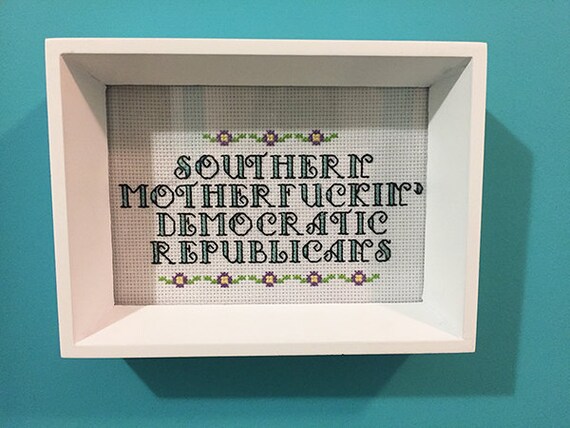 SOUTHERN
MOTHERFUCKIN'
DEMOCRATIC
REPUBLICANS